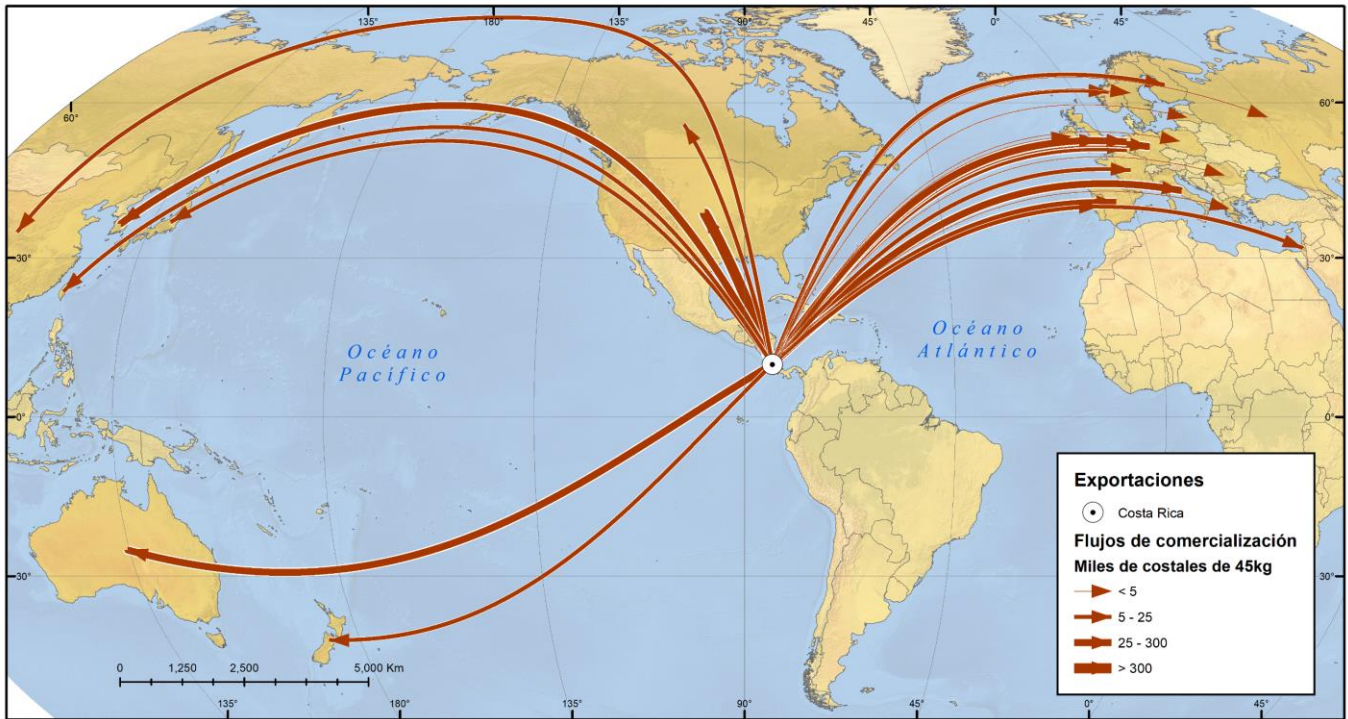 135° 180° 135° 90° 45° 0° 45°
60° 60°
30° 30°
Océano
Pacífico
Océano
Atlántico
0° 0°
Exportaciones
Costa Rica
Flujos de comercialización
Miles de costales de 45kg
< 5
5 - 25
25 - 300
> 300
30° 30°
0 1,250 2,500 5,000 Km
135° 180° 135° 90° 45° 0° 45°